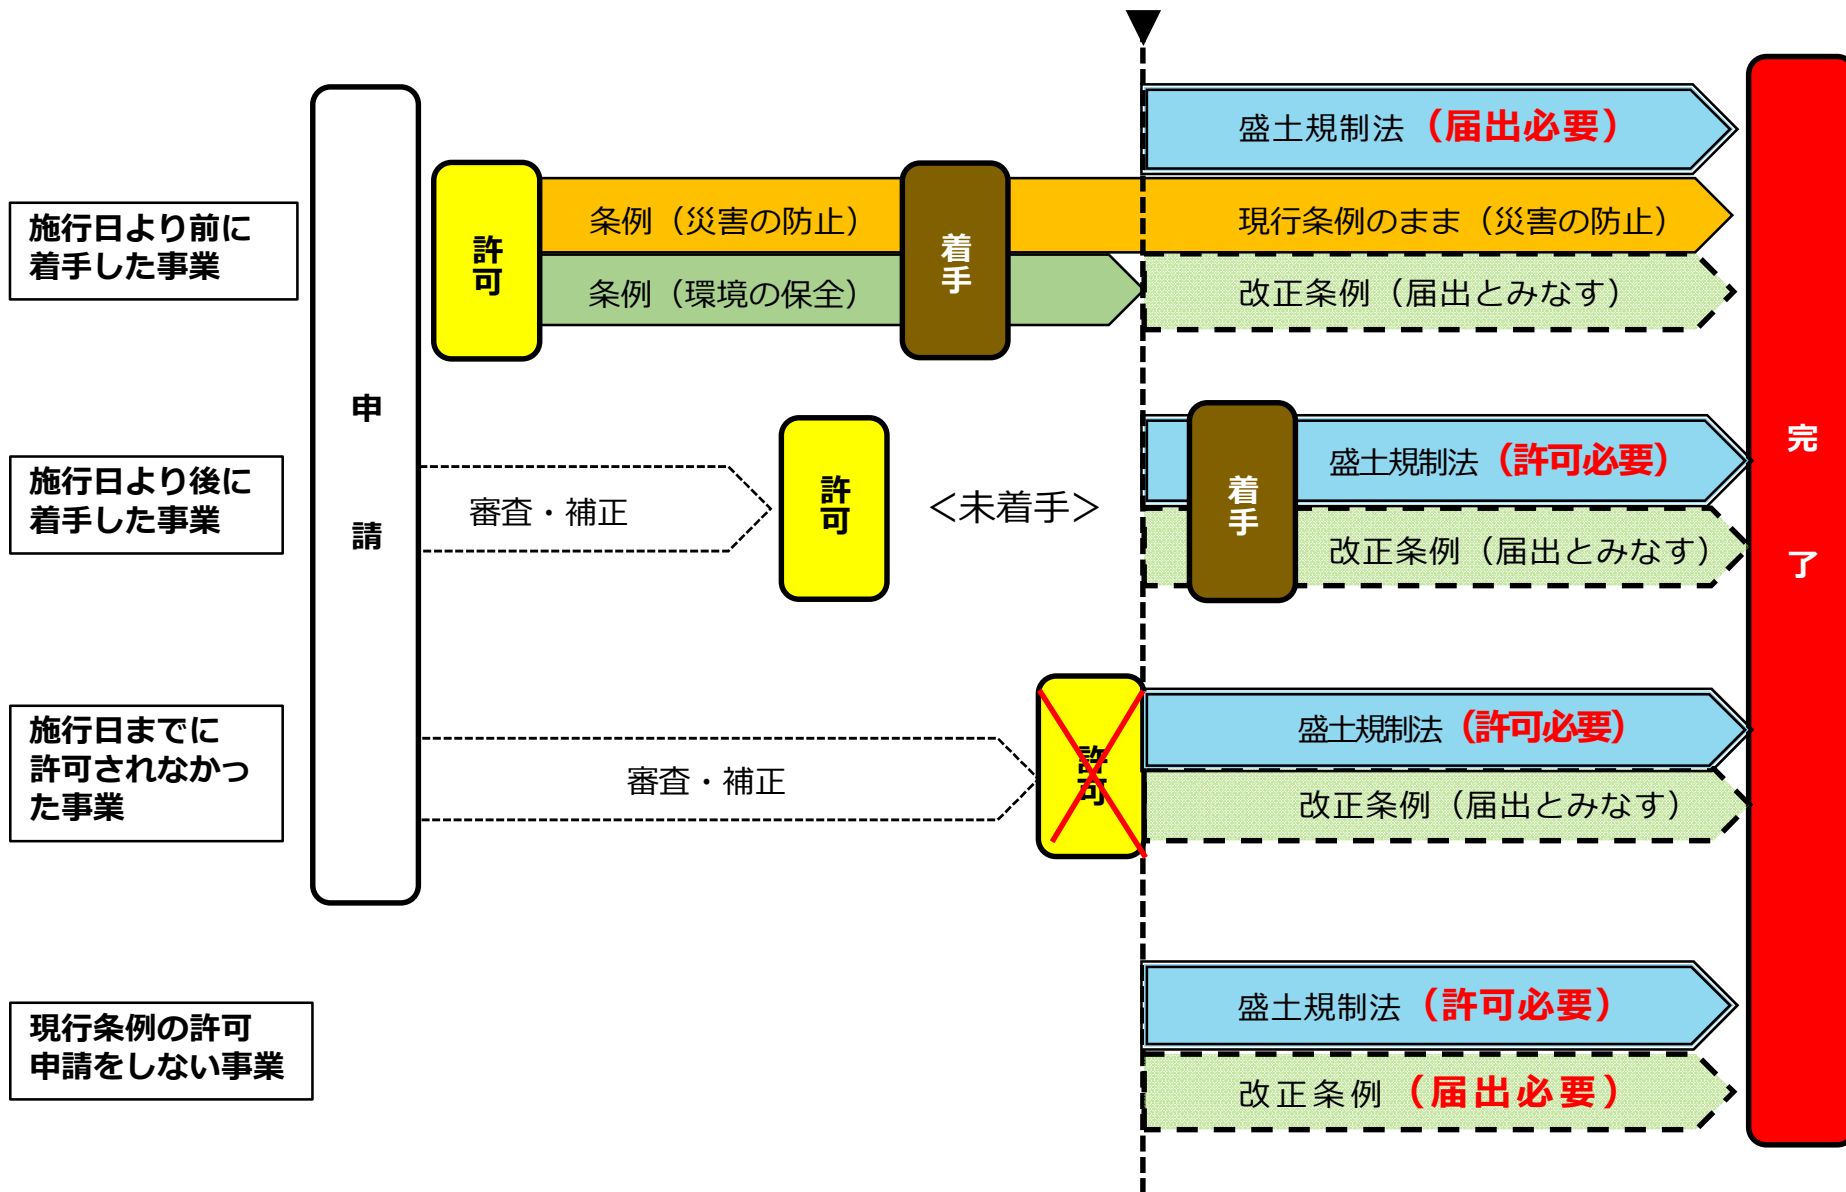 盛土規制法（届出必要）
施行日より前に
着手した事業
許可
条例（災害の防止）
着手
現行条例のまま（災害の防止）
条例（環境の保全）
改正条例（届出とみなす）
申請
完了
施行日より後に
着手した事業
審査・補正
許可
＜未着手＞
着手
盛土規制法（許可必要）
改正条例（届出とみなす）
施行日までに
許可されなかっ
た事業
審査・補正
許可
盛土規制法（許可必要）
改正条例（届出とみなす）
現行条例の許可
申請をしない事業
盛土規制法（許可必要）
改正条例（届出必要）